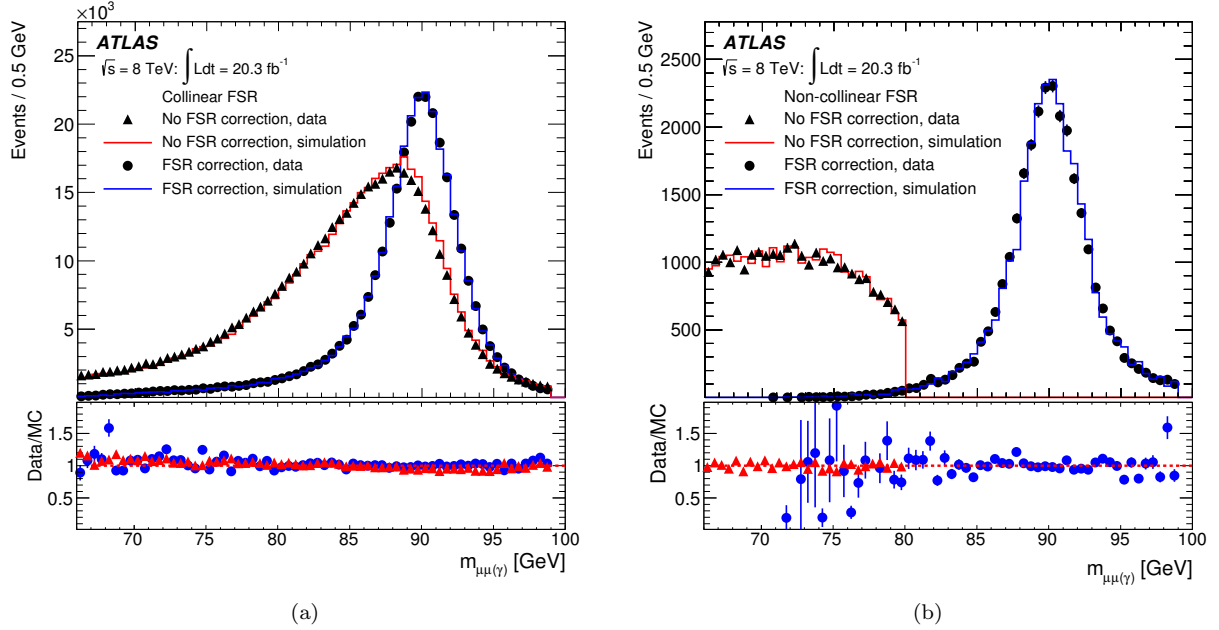 ×10³
ATLAS
√s = 8 TeV: ∫ Ldt = 20.3 fb⁻¹
Collinear FSR
No FSR correction, data
No FSR correction, simulation
FSR correction, data
FSR correction, simulation
Events / 0.5 GeV
25
20
15
10
5
Data/MC
1.5
1
0.5
70 75 80 85 90 95 100
m_μμ(γ) [GeV]
(a)
ATLAS
√s = 8 TeV: ∫ Ldt = 20.3 fb⁻¹
Non-collinear FSR
No FSR correction, data
No FSR correction, simulation
FSR correction, data
FSR correction, simulation
Events / 0.5 GeV
2500
2000
1500
1000
500
Data/MC
1.5
1
0.5
70 75 80 85 90 95 100
m_μμ(γ) [GeV]
(b)